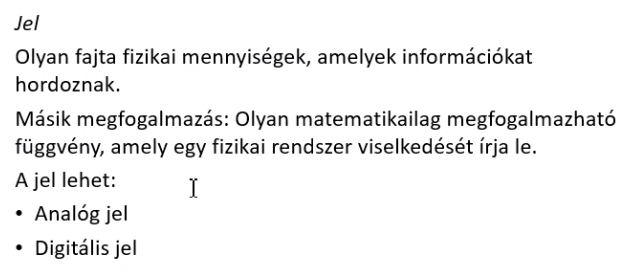 Jel
Olyan fajta fizikai mennyiségek, amelyek információkat
hordoznak.
Másik megfogalmazás: Olyan matematikailag megfogalmazható
függvény, amely egy fizikai rendszer viselkedését írja le.
A jel lehet:
• Analóg jel
• Digitális jel